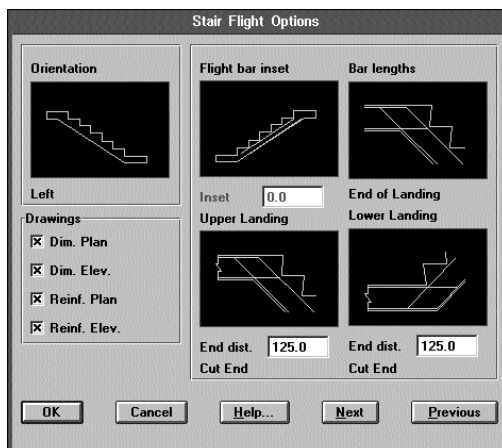 Stair Flight Options
Orientation
Left
Drawings
Dim. Plan
Dim. Elev.
Reinf. Plan
Reinf. Elev.
Flight bar inset
Inset 0.0
Bar lengths
End of Landing
Upper Landing
End dist. 125.0
Cut End
Lower Landing
End dist. 125.0
Cut End
OK Cancel Help... Next Previous